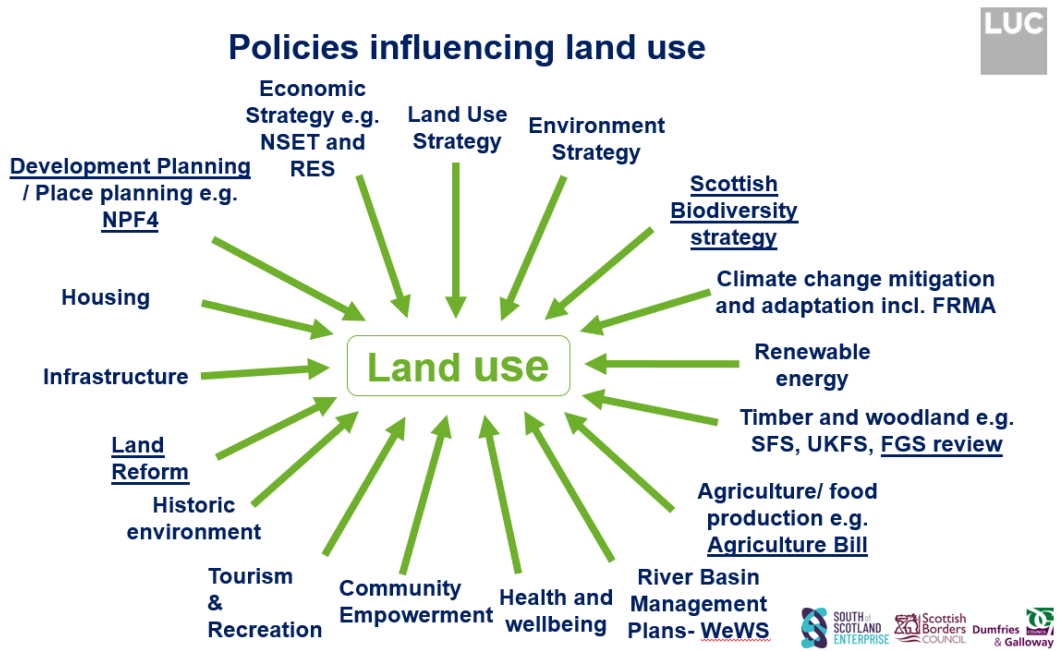 LUC
Policies influencing land use
Economic
Strategy e.g.
NSET and
RES
Land Use
Strategy
Environment
Strategy
Development Planning
/ Place planning e.g.
NPF4
Scottish
Biodiversity
strategy
Housing
Climate change mitigation
and adaptation incl. FRMA
Infrastructure
Land use
Renewable
energy
Timber and woodland e.g.
SFS, UKFS, FGS review
Land
Reform
Historic
environment
Agriculture/ food
production e.g.
Agriculture Bill
Tourism
&
Recreation
Community
Empowerment
Health and
wellbeing
River Basin
Management
Plans- WeWS
SOUTH of
SCOTLAND
ENTERPRISE
Scottish
Borders
COUNCIL
Dumfries
& Galloway
COUNCIL